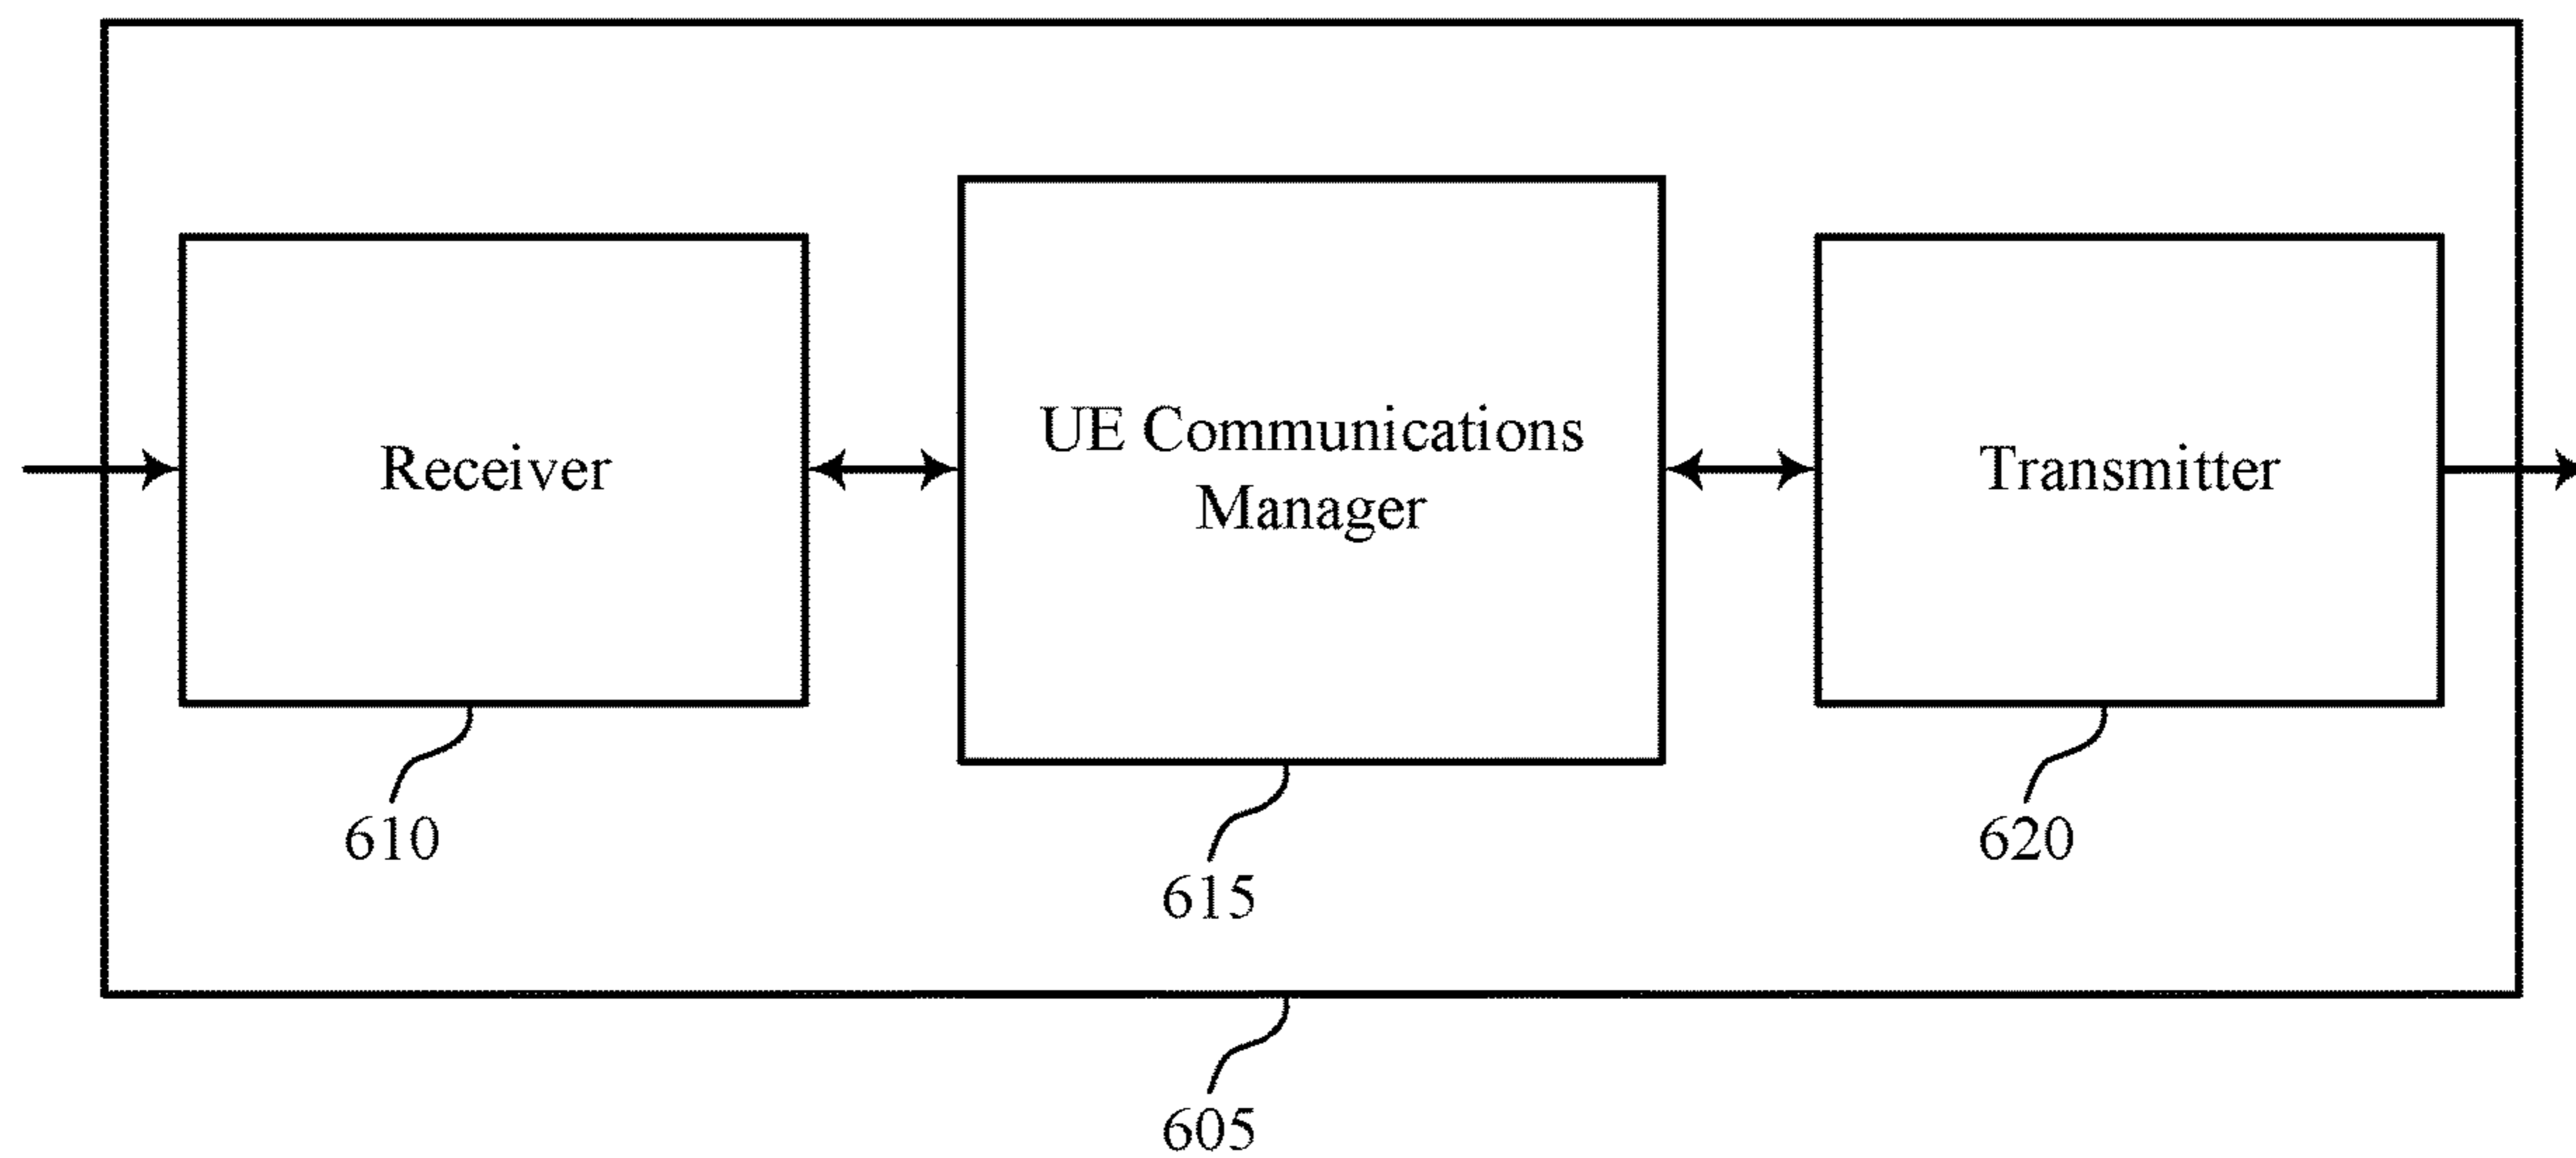 Receiver
UE Communications
Manager
Transmitter
610
615
620
605